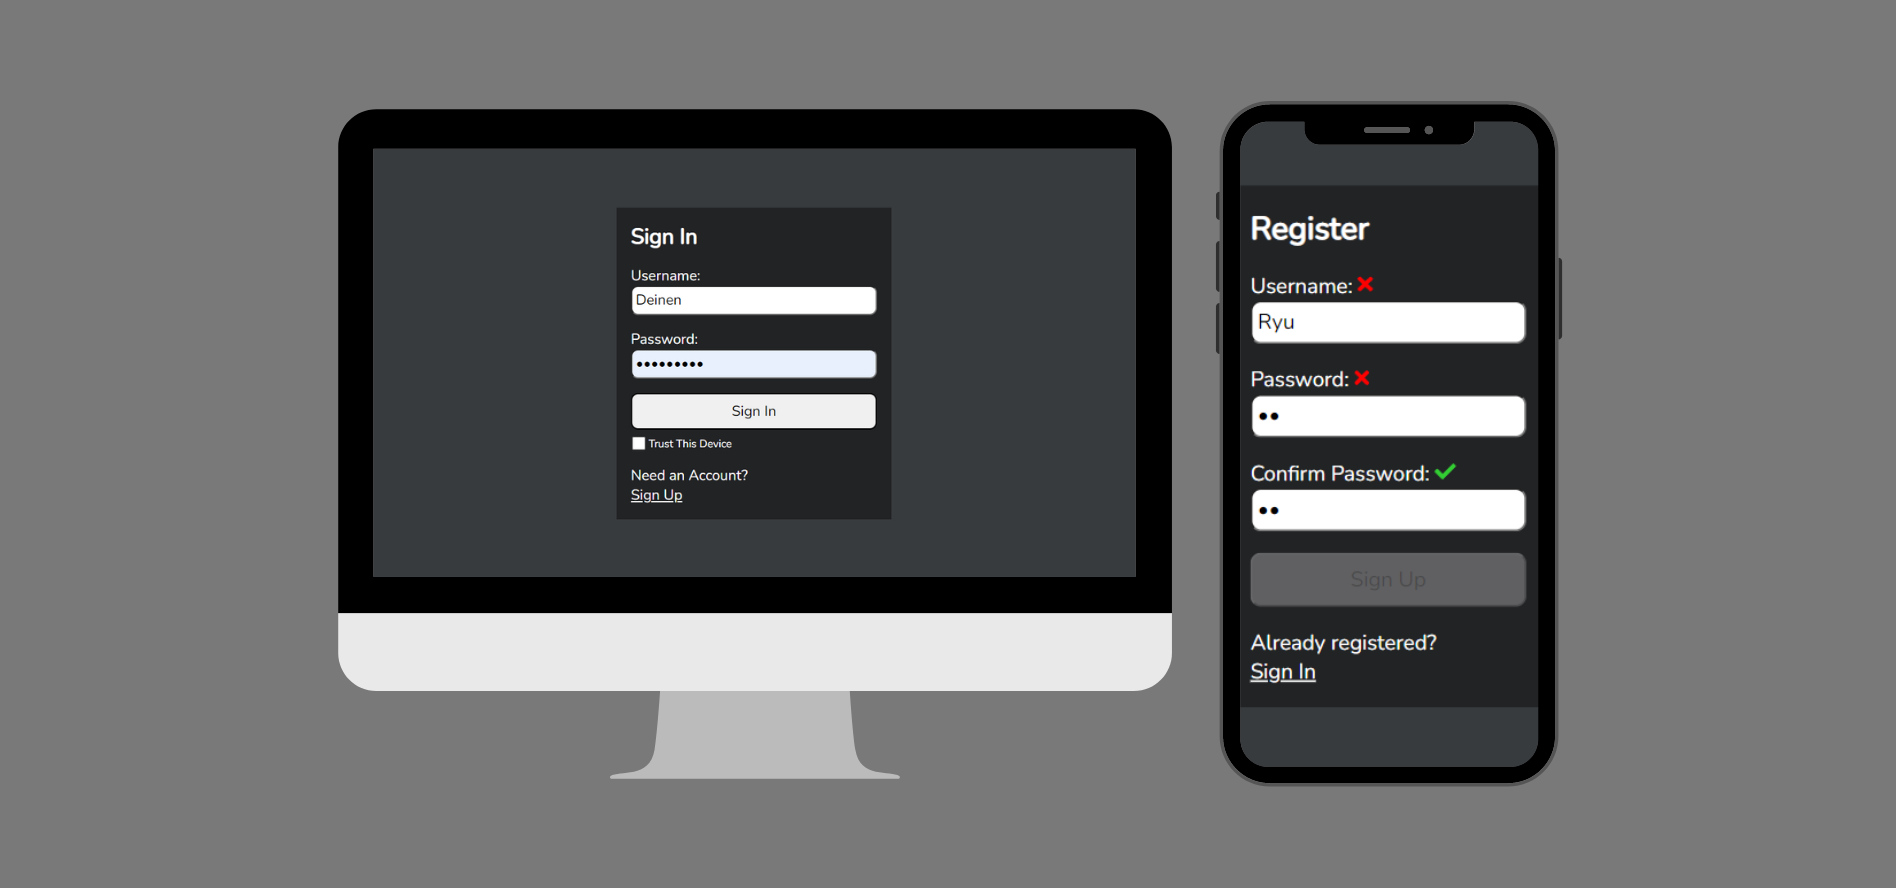 Sign In
Username:
Deinen
Password:
•••••••••
Sign In
Trust This Device
Need an Account?
Sign Up
Register
Username:
Ryu
Password:
••
Confirm Password:
••
Sign Up
Already registered?
Sign In